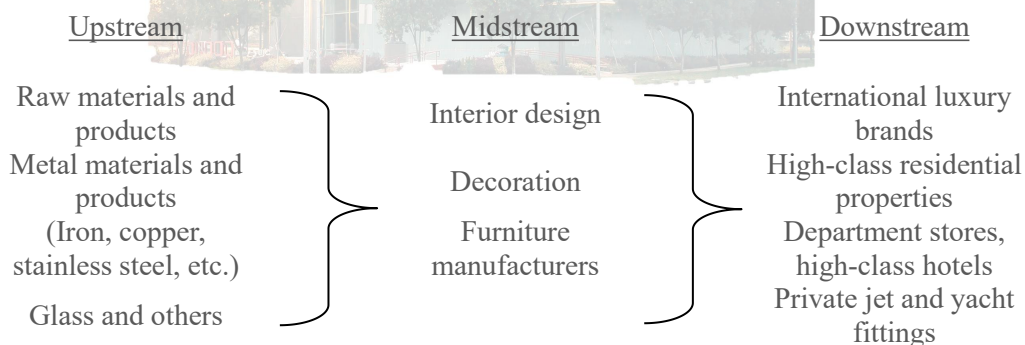 Upstream
Midstream
Downstream
Raw materials and
products
Metal materials and
products
(Iron, copper,
stainless steel, etc.)
Glass and others
Interior design
Decoration
Furniture
manufacturers
International luxury
brands
High-class residential
properties
Department stores,
high-class hotels
Private jet and yacht
fittings